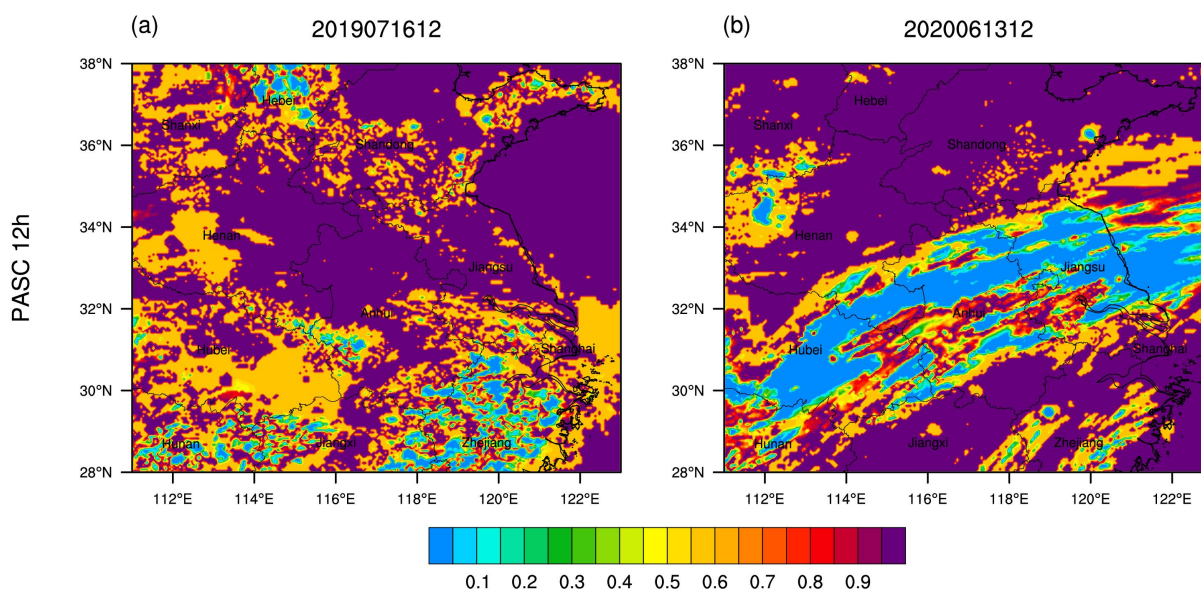 (a) 2019071612 (b) 2020061312
PASC 12h
38°N 38°N
Hebei Hebei
Shanxi Shanxi
36°N Shandong 36°N Shandong
34°N 34°N
Henan Henan
Jiangsu Jiangsu
32°N Anhui 32°N Anhui
Hubei Shanghai Hubei Shanghai
30°N 30°N
Hunan Jiangxi Zhejiang Hunan Jiangxi Zhejiang
28°N 28°N
112°E 114°E 116°E 118°E 120°E 122°E 112°E 114°E 116°E 118°E 120°E 122°E
0.1 0.2 0.3 0.4 0.5 0.6 0.7 0.8 0.9